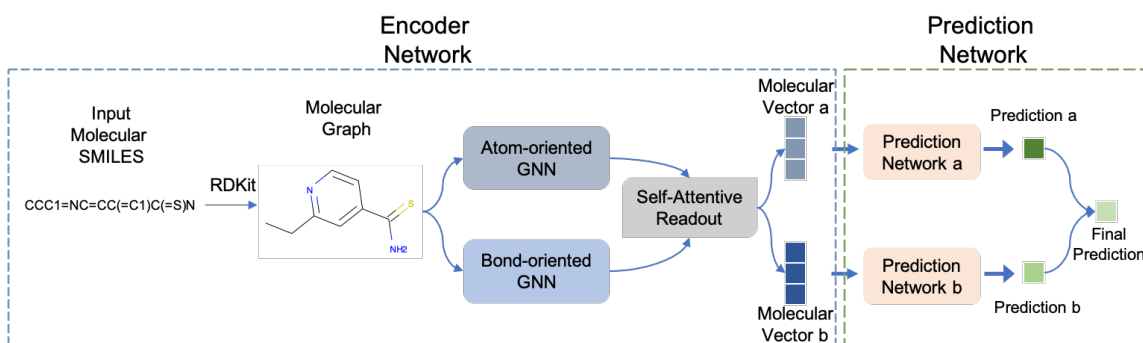 Encoder
Network
Prediction
Network
Input
Molecular
SMILES
CCC1=NC=CC(=C1)C(=S)N
RDKit
Molecular
Graph
N
S
NH2
Atom-oriented
GNN
Bond-oriented
GNN
Self-Attentive
Readout
Molecular
Vector a
Molecular
Vector b
Prediction
Network a
Prediction
Network b
Prediction a
Prediction b
Final
Prediction